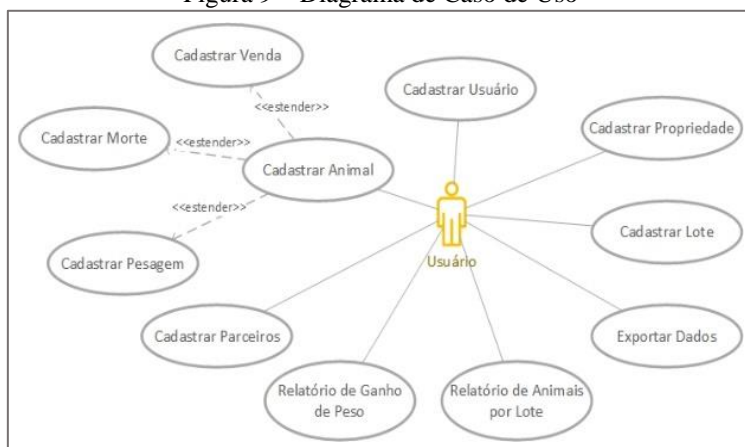 Figura 9 – Diagrama de Caso de Uso
Cadastrar Venda
<<estender>>
Cadastrar Usuário
Cadastrar Morte
<<estender>>
Cadastrar Animal
Cadastrar Propriedade
<<estender>>
Cadastrar Pesagem
Usuário
Cadastrar Lote
Cadastrar Parceiros
Exportar Dados
Relatório de Ganho
de Peso
Relatório de Animais
por Lote